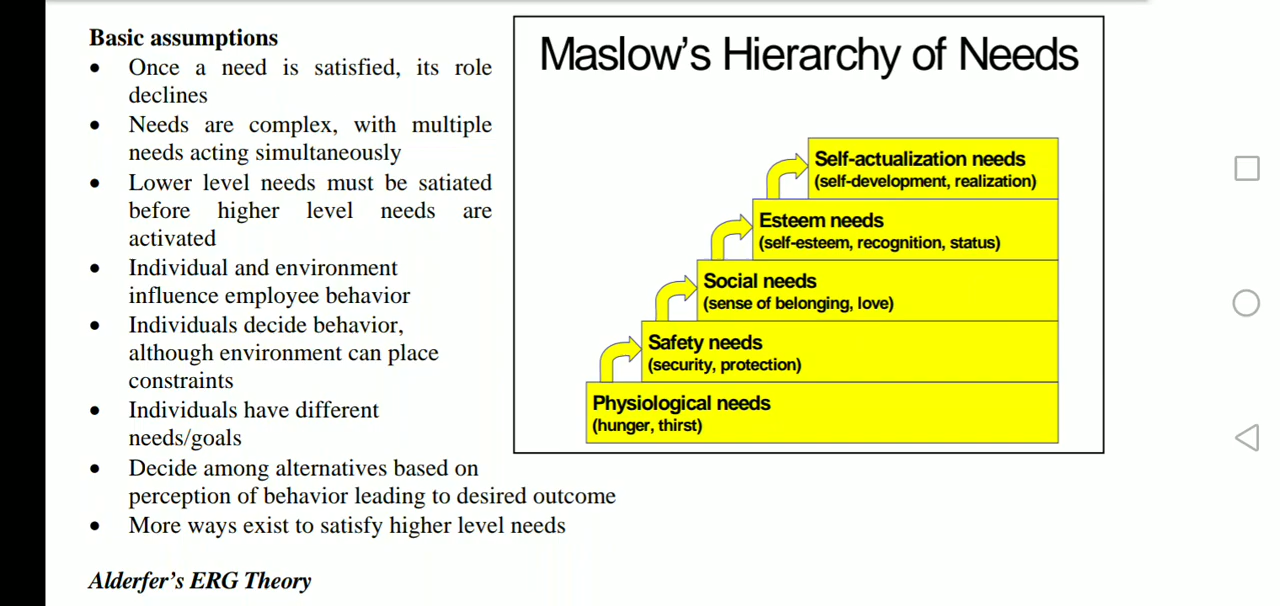 Basic assumptions
• Once a need is satisfied, its role
declines
• Needs are complex, with multiple
needs acting simultaneously
• Lower level needs must be satiated
before higher level needs are
activated
• Individual and environment
influence employee behavior
• Individuals decide behavior,
although environment can place
constraints
• Individuals have different
needs/goals
• Decide among alternatives based on
perception of behavior leading to desired outcome
• More ways exist to satisfy higher level needs
Maslow's Hierarchy of Needs
Self-actualization needs
(self-development, realization)
Esteem needs
(self-esteem, recognition, status)
Social needs
(sense of belonging, love)
Safety needs
(security, protection)
Physiological needs
(hunger, thirst)
Alderfer's ERG Theory